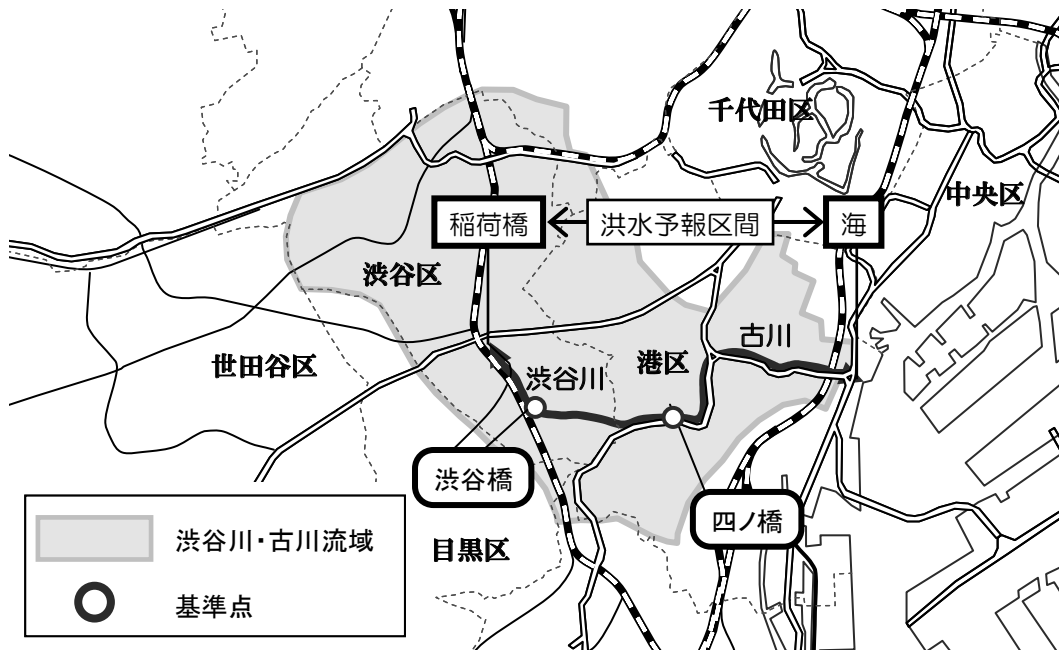 千代田区
中央区
稲荷橋
洪水予報区間
海
渋谷区
古川
世田谷区
港区
渋谷川
渋谷橋
四ノ橋
目黒区
渋谷川・古川流域
基準点